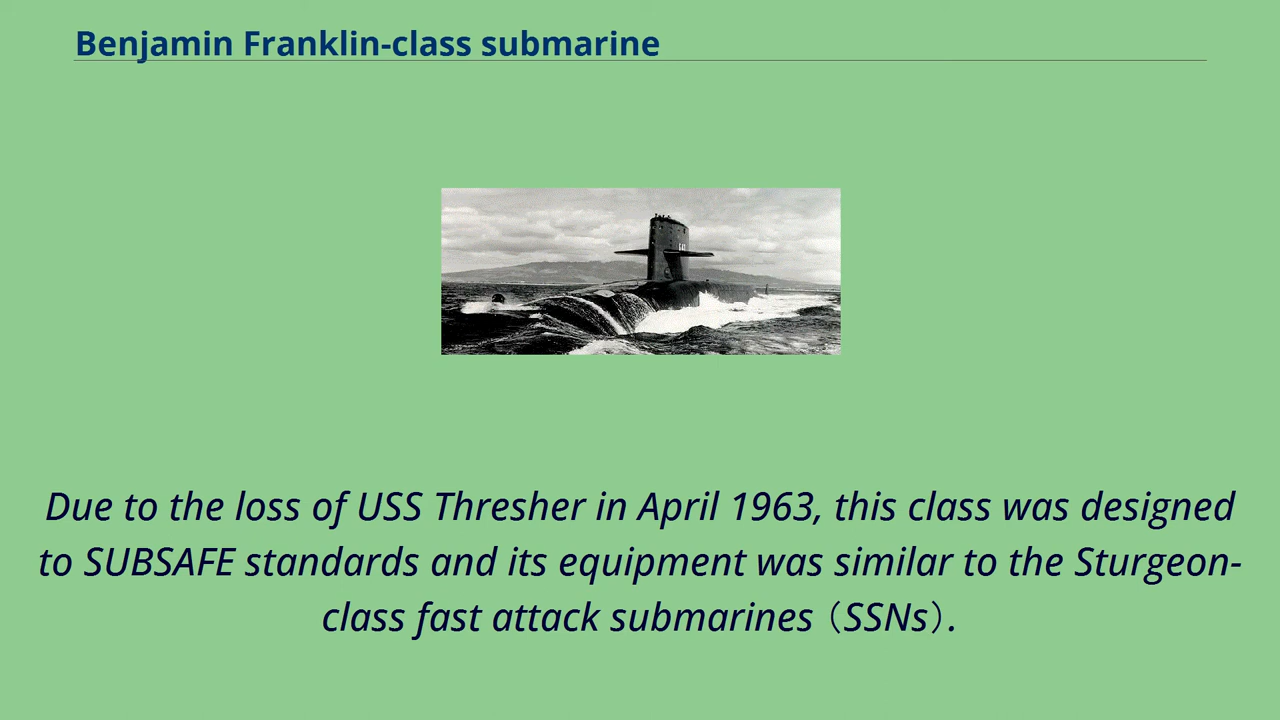 Benjamin Franklin-class submarine
Due to the loss of USS Thresher in April 1963, this class was designed
to SUBSAFE standards and its equipment was similar to the Sturgeon-
class fast attack submarines（SSNs）.